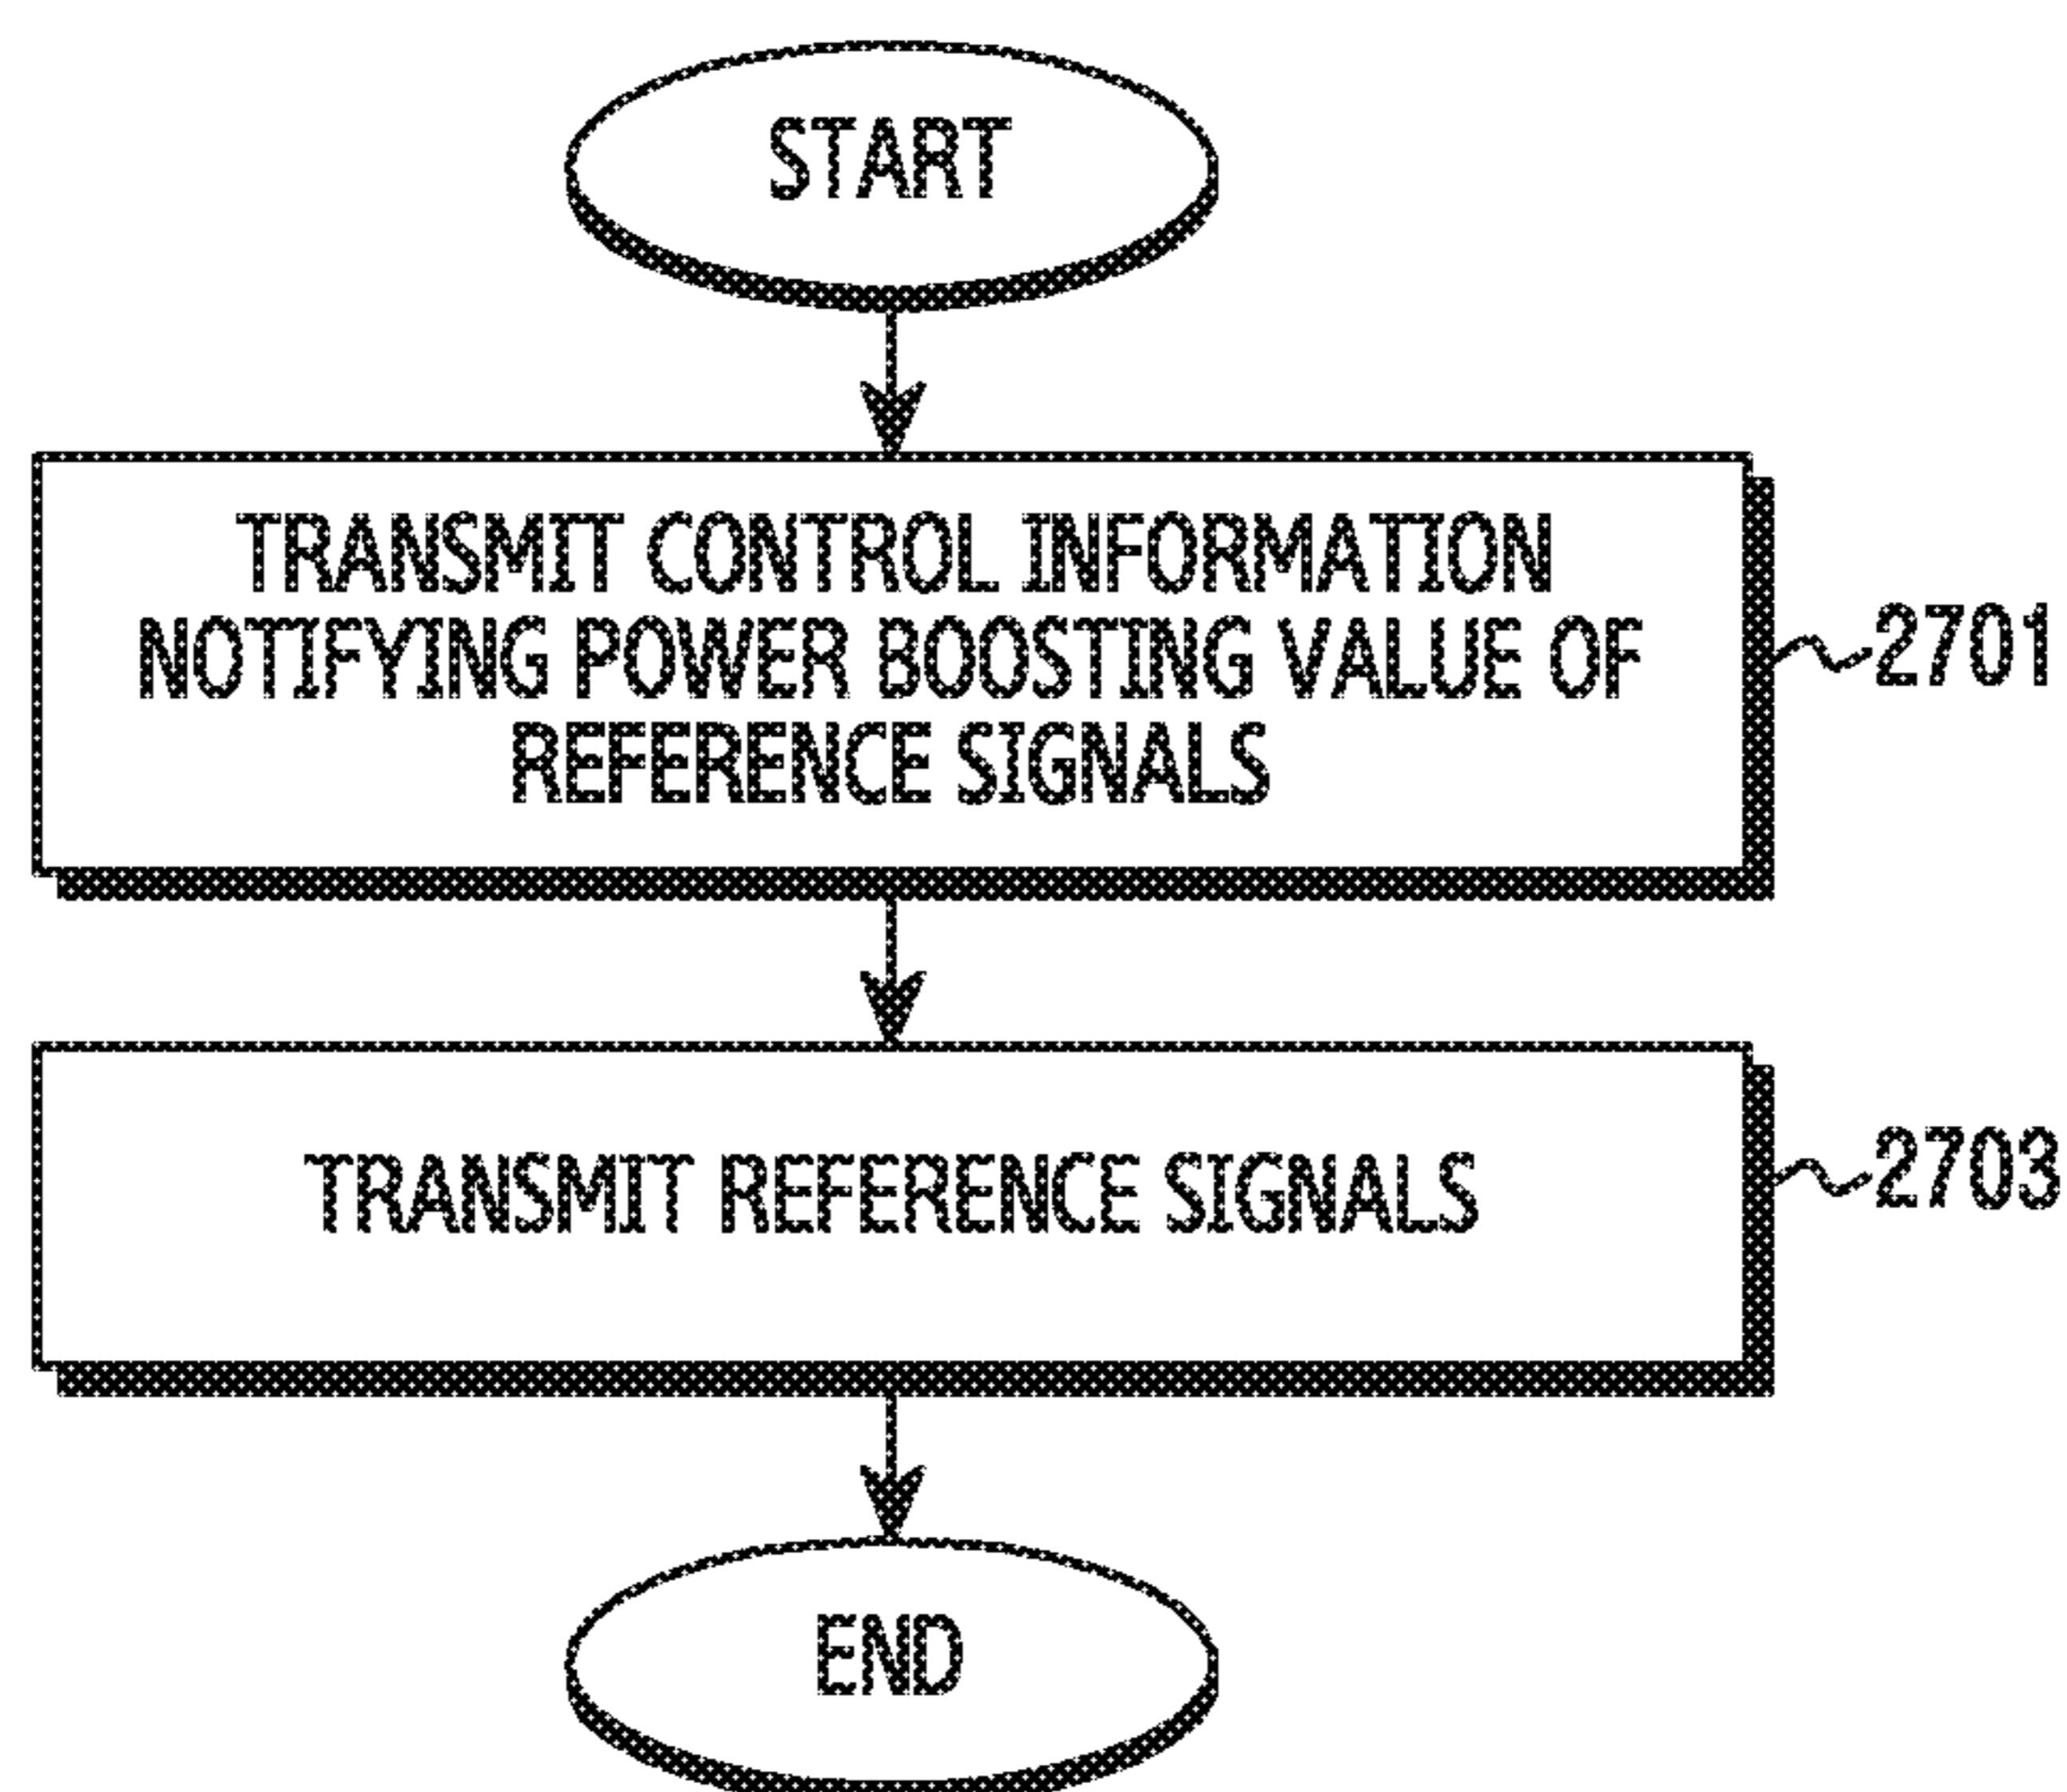 START
TRANSMIT CONTROL INFORMATION
NOTIFYING POWER BOOSTING VALUE OF
REFERENCE SIGNALS
2701
TRANSMIT REFERENCE SIGNALS
2703
END